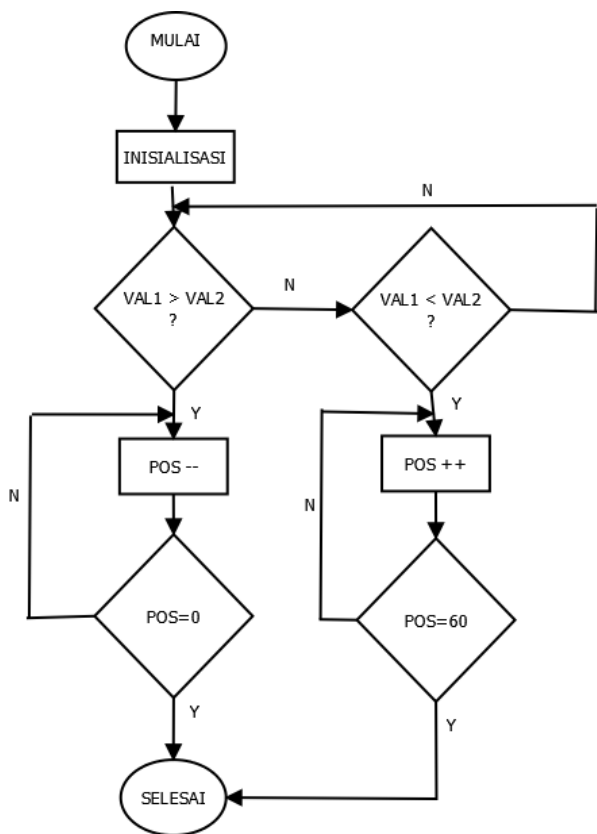 MULAI
INISIALISASI
N
VAL1 > VAL2
?
N
VAL1 < VAL2
?
Y
Y
POS --
POS ++
N
N
POS=0
POS=60
Y
Y
SELESAI